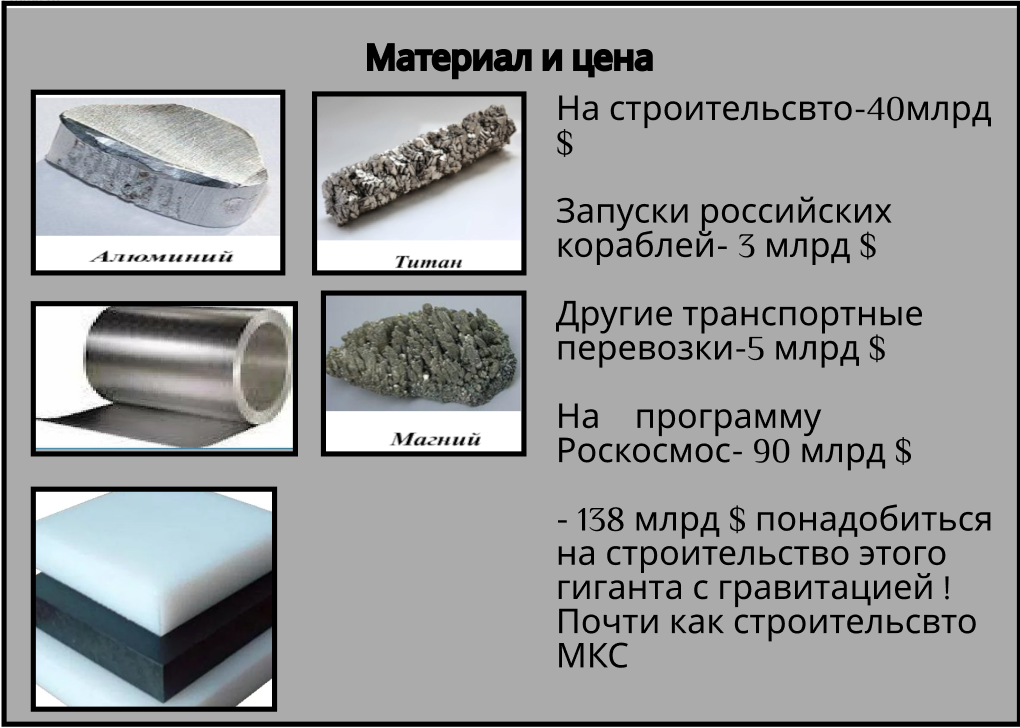 Материал и цена
Алюминий
Титан
Магний
На строительсвто-40млрд
$
Запуски российских
кораблей- 3 млрд $
Другие транспортные
перевозки-5 млрд $
На программу
Роскосмос- 90 млрд $
- 138 млрд $ понадобиться
на строительство этого
гиганта с гравитацией !
Почти как строительсвто
МКС